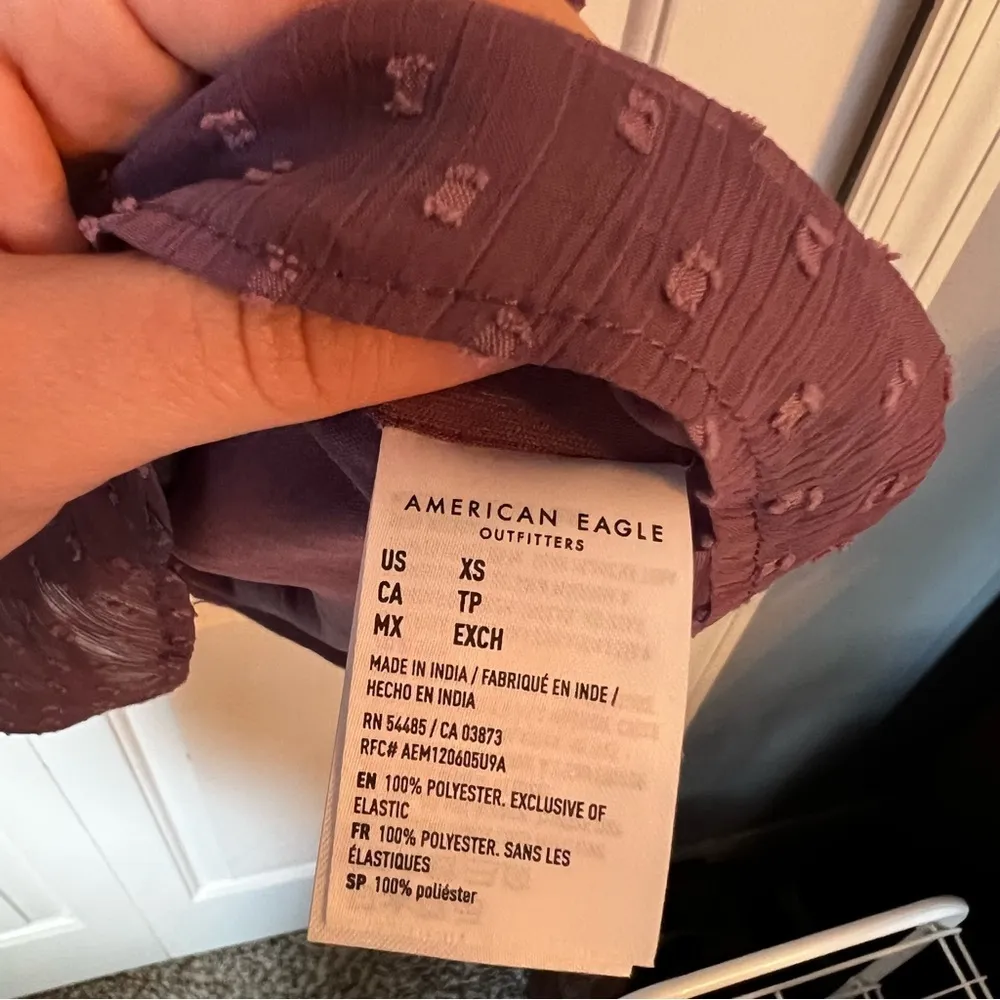 AMERICAN EAGLE
OUTFITTERS
US XS
CA TP
MX EXCH
MADE IN INDIA / FABRIQUÉ EN INDE /
HECHO EN INDIA
RN 54485 / CA 03873
RFC# AEM120605U9A
EN 100% POLYESTER. EXCLUSIVE OF
ELASTIC
FR 100% POLYESTER. SANS LES
ÉLASTIQUES
SP 100% poliéster